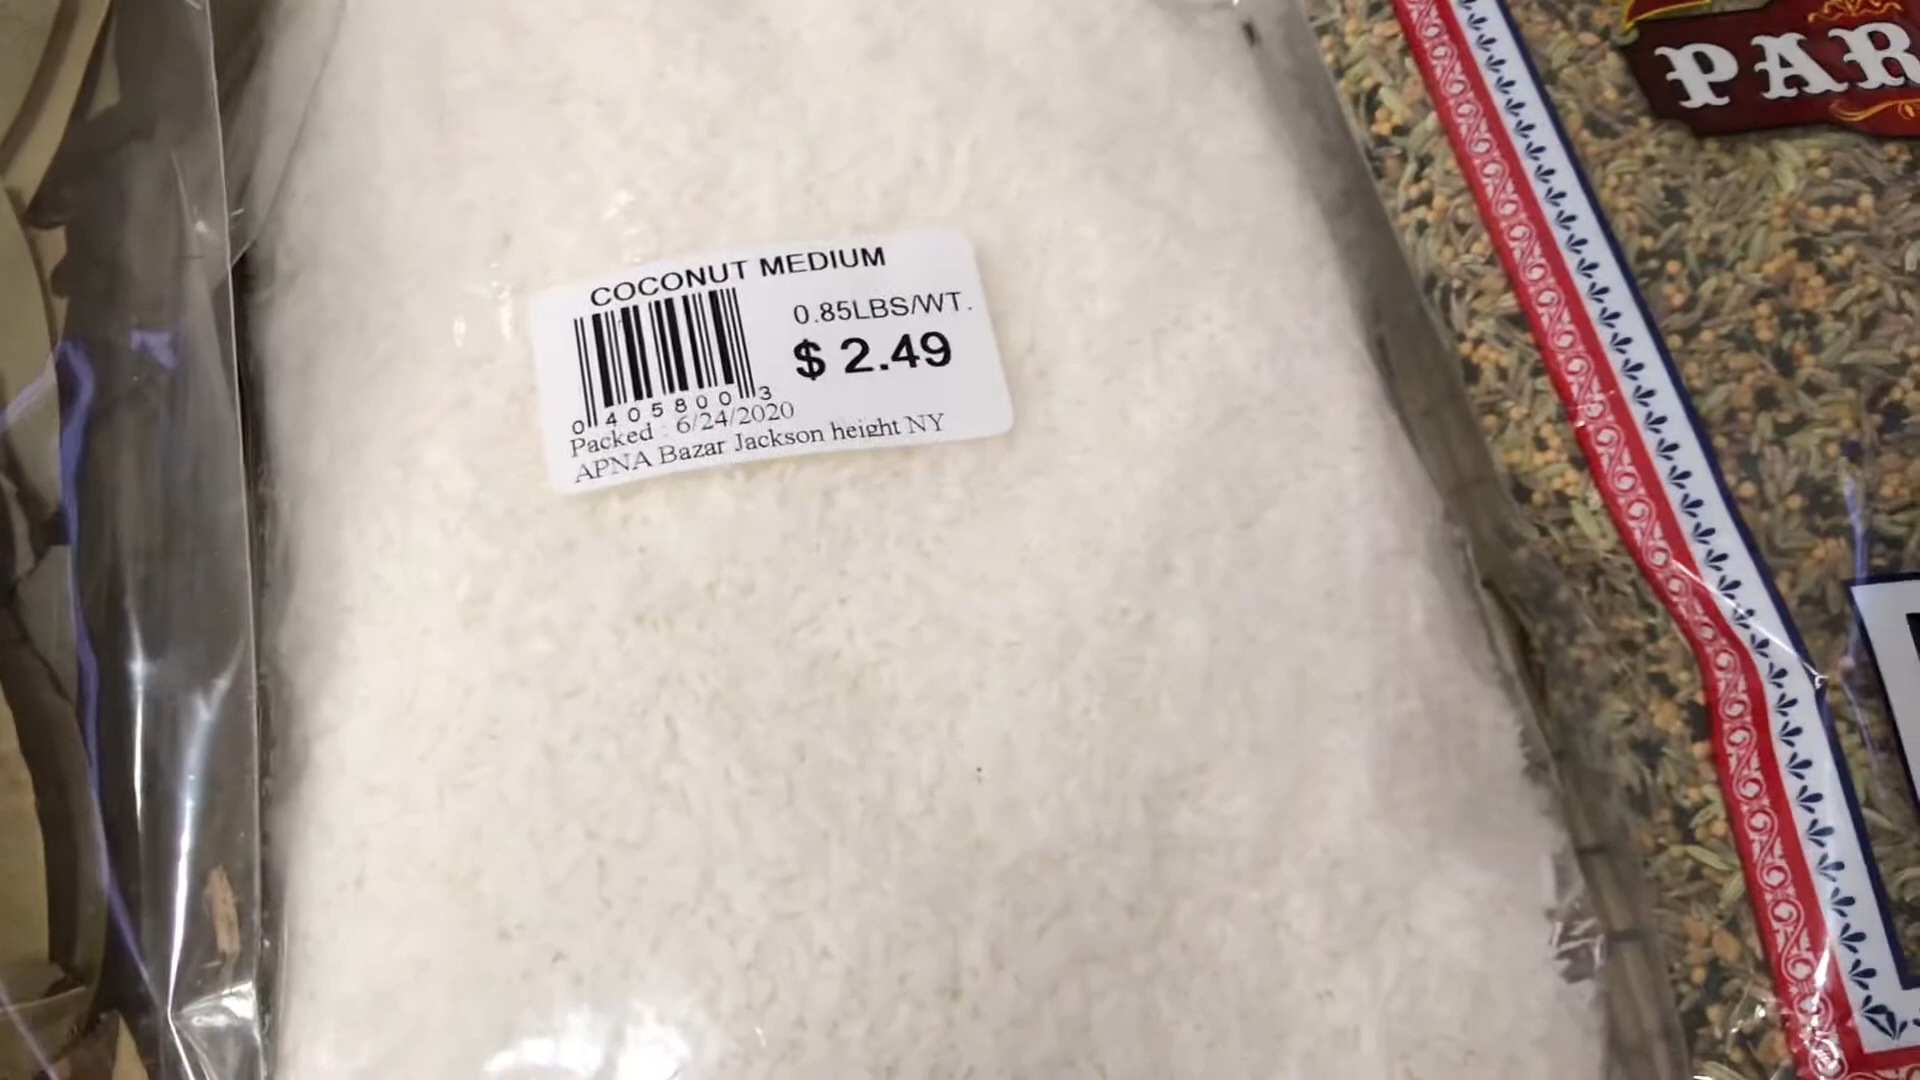 COCONUT MEDIUM
0.85LBS/WT.
$ 2.49
0 405800 3
Packed : 6/24/2020
APNA Bazar Jackson height NY
PAR